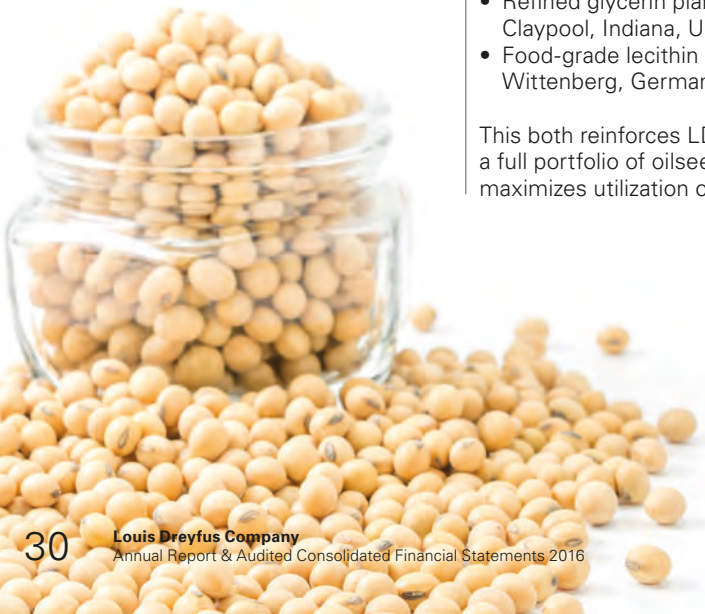 • Refined glycerin
Claypool, Indiana,
• Food-grade lecithin
Wittenberg,
This both reinforces
a full portfolio of
maximizes utilization
30
Louis Dreyfus Company
Annual Report & Audited Consolidated Financial Statements 2016